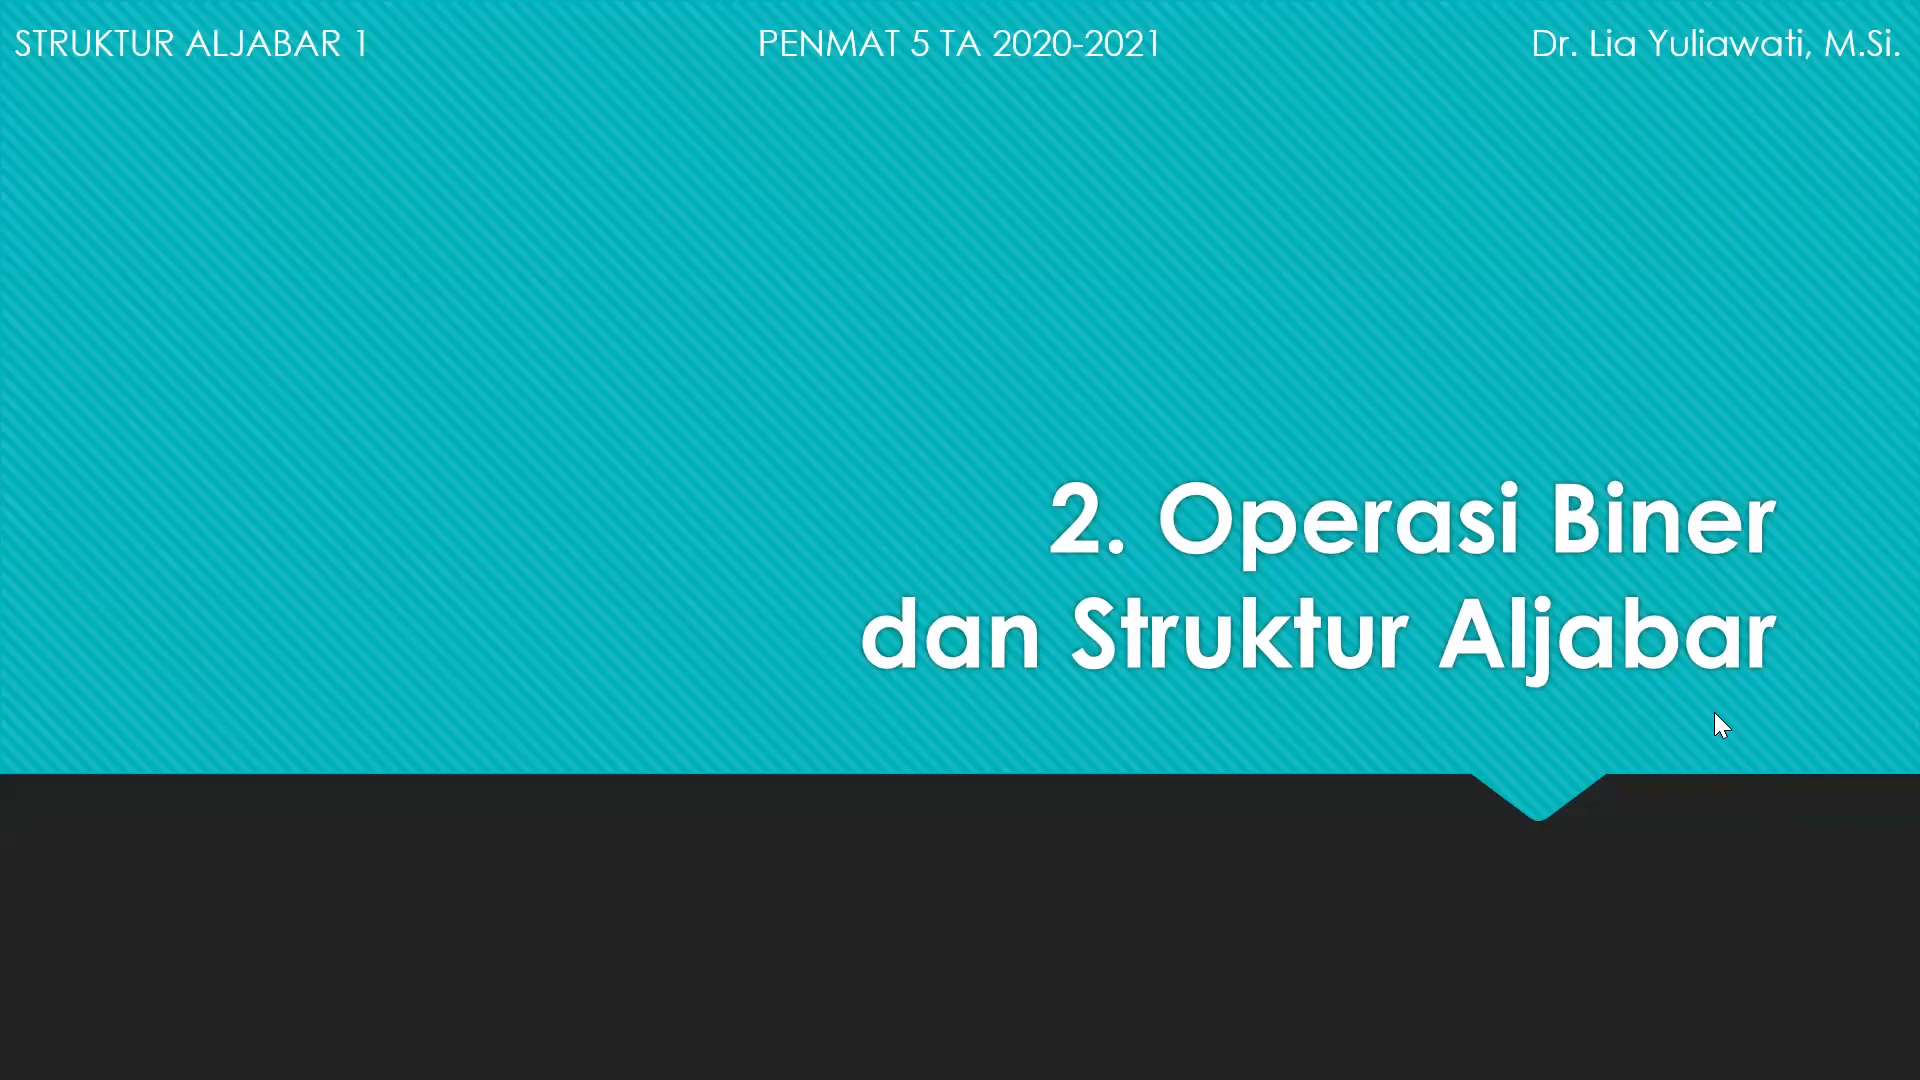 STRUKTUR ALJABAR 1
PENMAT 5 TA 2020-2021
Dr. Lia Yuliawati, M.Si.
2. Operasi Biner
dan Struktur Aljabar